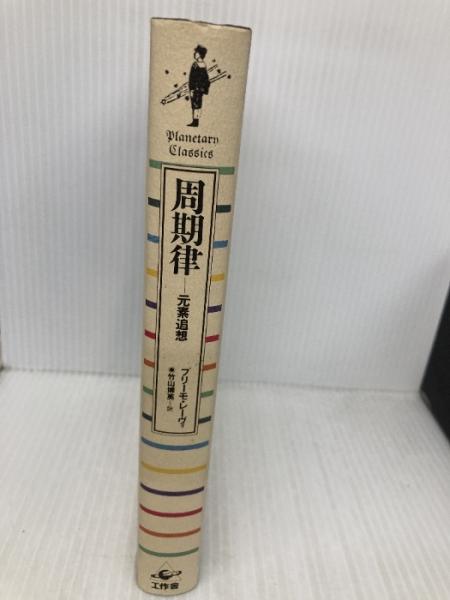 Planetary
Classics
周期律
元素追想
プリーモ・レーヴィ
竹山博英＝訳
工作舎